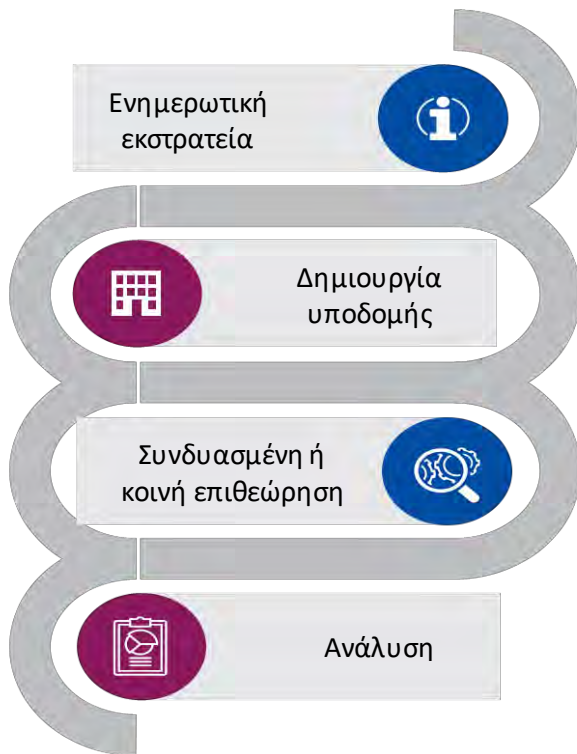 Ενημερωτική
εκστρατεία
Δημιουργία
υποδομής
Συνδυασμένη ή
κοινή επιθεώρηση
Ανάλυση